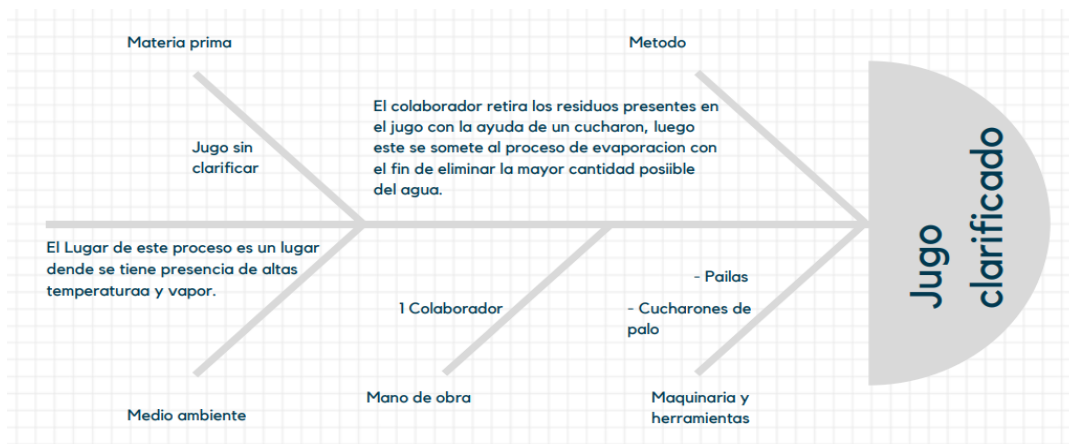 Materia prima
Metodo
El colaborador retira los residuos presentes en
el jugo con la ayuda de un cucharon, luego
este se somete al proceso de evaporacion con
el fin de eliminar la mayor cantidad posiible
del agua.
Jugo sin
clarificar
Jugo
clarificado
El Lugar de este proceso es un lugar
dende se tiene presencia de altas
temperaturaa y vapor.
- Pailas
1 Colaborador
- Cucharones de
palo
Medio ambiente
Mano de obra
Maquinaria y
herramientas